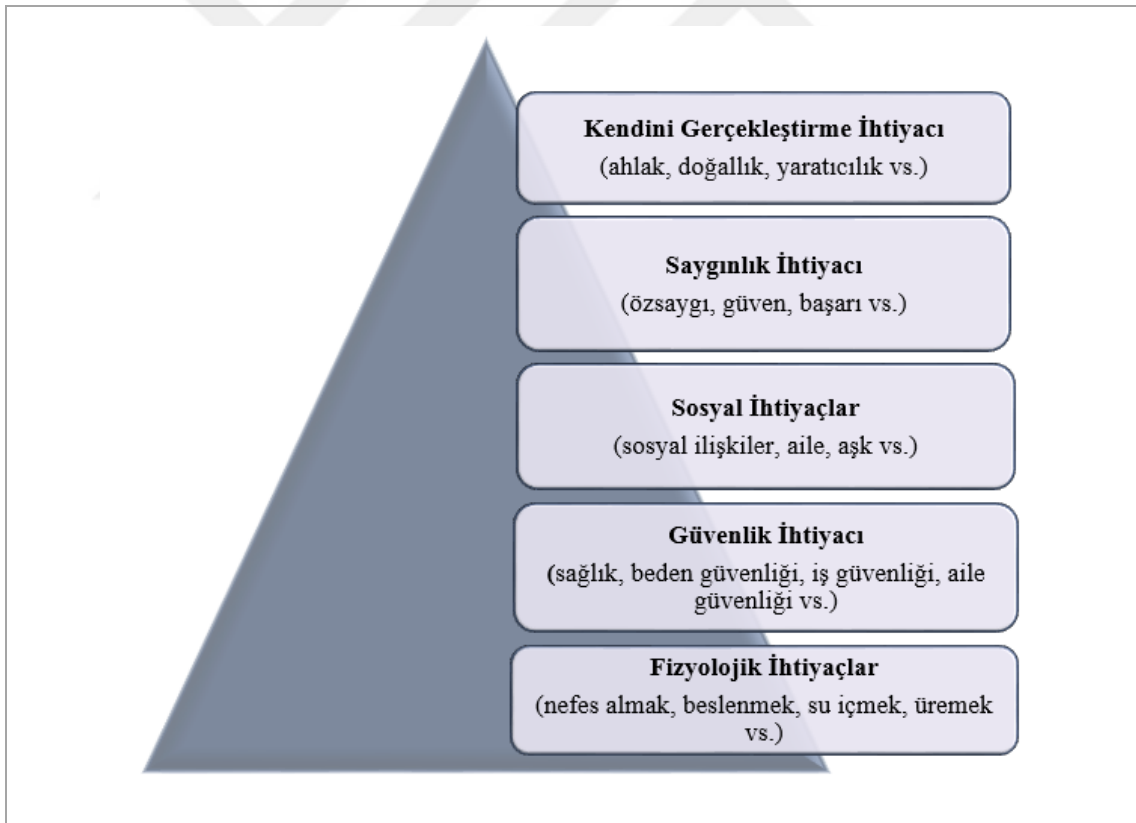 Kendini Gerçekleştirme İhtiyacı
(ahlak, doğallık, yaratıcılık vs.)
Saygınlık İhtiyacı
(özsaygı, güven, başarı vs.)
Sosyal İhtiyaçlar
(sosyal ilişkiler, aile, aşk vs.)
Güvenlik İhtiyacı
(sağlık, beden güvenliği, iş güvenliği, aile
güvenliği vs.)
Fizyolojik İhtiyaçlar
(nefes almak, beslenmek, su içmek, üremek
vs.)